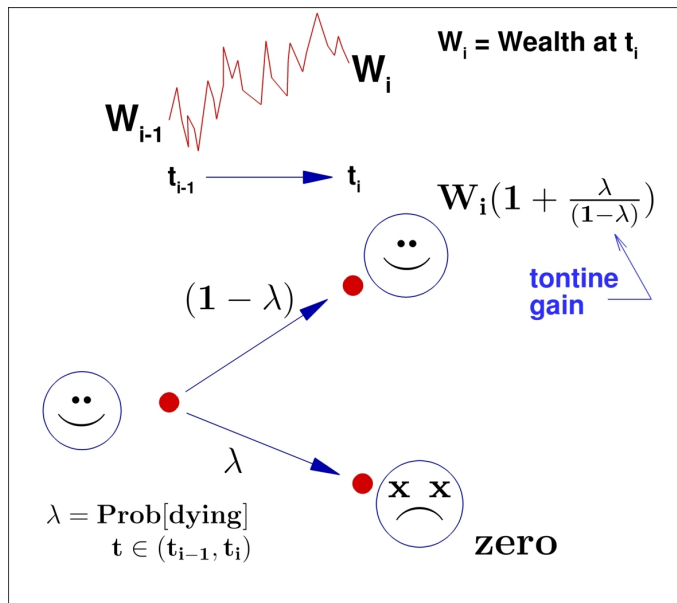 W_i = Wealth at t_i
W_i
W_{i-1}
t_{i-1} t_i
W_i(1 + \frac{λ}{(1−λ)})
tontine
gain
(1 − λ)
λ
x x
λ = Prob[dying]
t ∈ (t_{i−1}, t_i)
zero